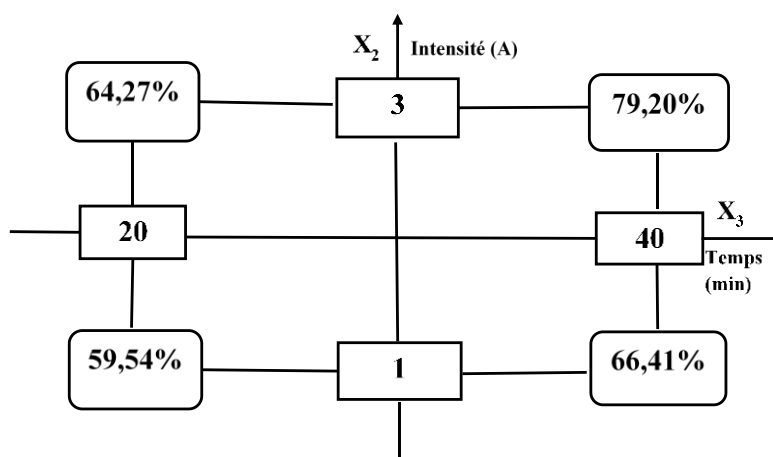 X2 Intensité (A)
64,27% 3 79,20%
20 40 X3
Temps
(min)
59,54% 1 66,41%